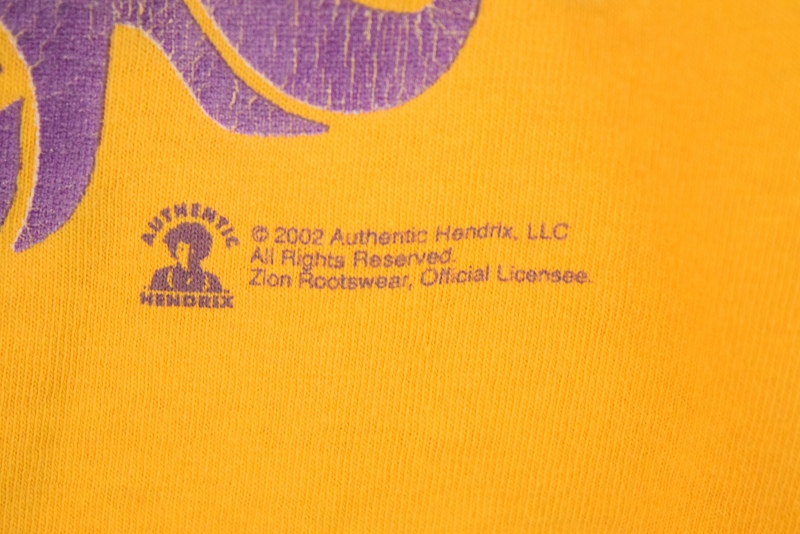 AUTHENTIC
HENDRIX
© 2002 Authentic Hendrix, LLC
All Rights Reserved.
Zion Rootswear, Official Licensee.